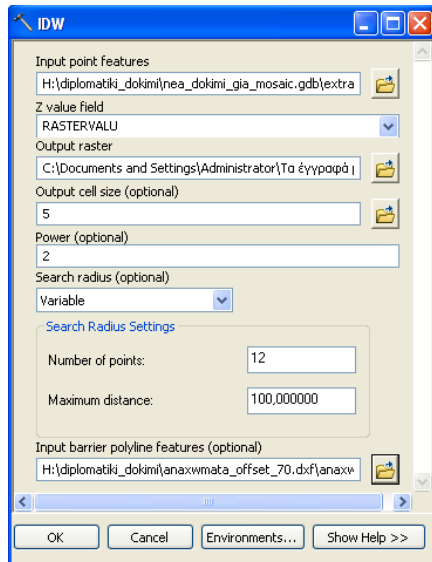 IDW
Input point features
H:\diplomatiki_dokimi\nea_dokimi_gia_mosaic.gdb\extra
Z value field
RASTERVALU
Output raster
C:\Documents and Settings\Administrator\Τα έγγραφά
Output cell size (optional)
5
Power (optional)
2
Search radius (optional)
Variable
Search Radius Settings
Number of points:
12
Maximum distance:
100,000000
Input barrier polyline features (optional)
H:\diplomatiki_dokimi\anaxwmata_offset_70.dxf\anaxw
OK
Cancel
Environments...
Show Help >>